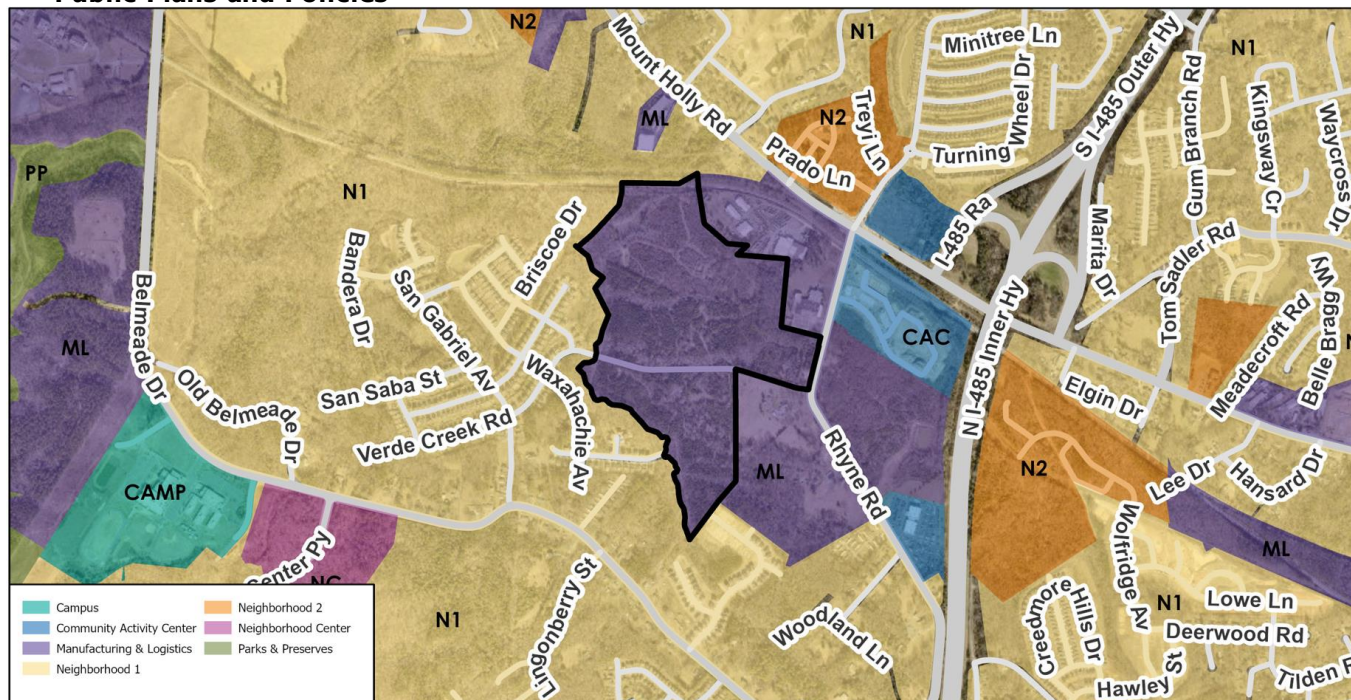 Public Plans and Policies
N2
N1
Minitree Ln
S I-485 Outer Hy
Gum Branch Rd
N1
Kingsway Cr
Mount Holly Rd
Treyi Ln
Turning Wheel Dr
Waycross Dr
ML
N2
Prado Ln
PP
N1
Briscoe Dr
I-485 Ra
Marita Dr
Tom Sadler Rd
Bandera Dr
San Gabriel Av
Belmeade Dr
ML
CAC
N I-485 Inner Hy
Meadecroft Rd
Belle Bragg Wy
N
San Saba St
Waxahachie Av
Elgin Dr
Old Belmeade Dr
Verde Creek Rd
Rhyne Rd
Lee Dr
Hansard Dr
CAMP
ML
N2
Wolfridge Av
ML
Center Py
NC
N1
Lingonberry St
Woodland Ln
Creepmore Hills Dr
N1
Lowe Ln
Deerwood Rd
Hawley St
Tilden R
Campus
Community Activity Center
Manufacturing & Logistics
Neighborhood 1
Neighborhood 2
Neighborhood Center
Parks & Preserves